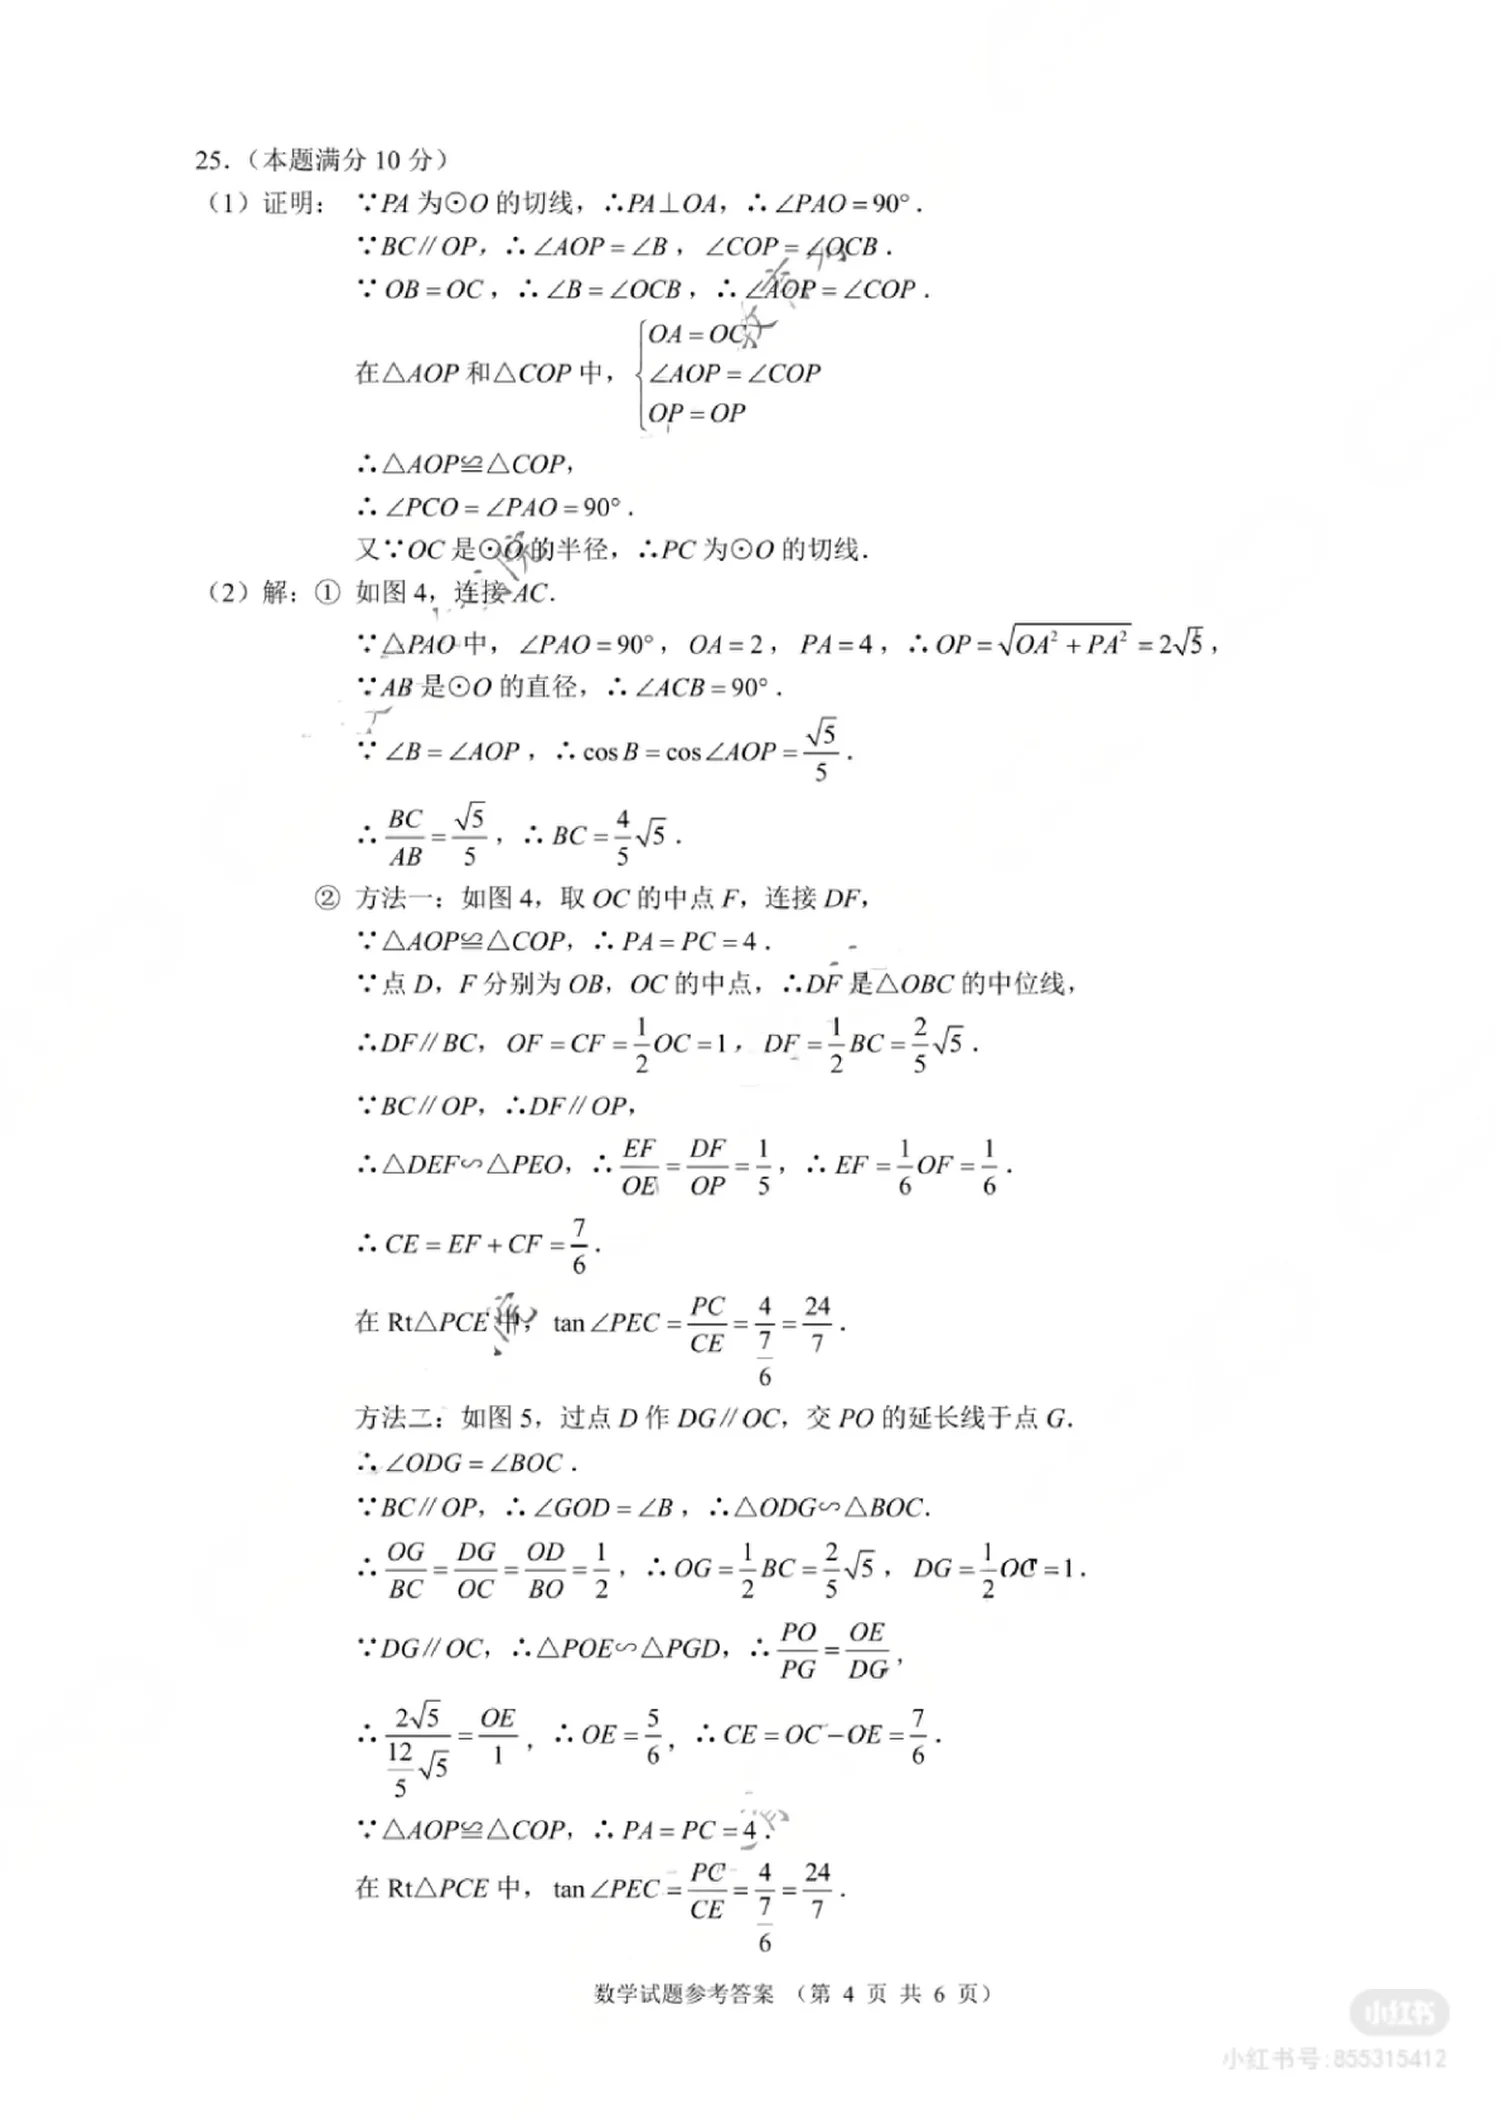 25.（本题满分 10 分）
（1）证明： ∵PA 为⊙O 的切线，∴PA⊥OA，∴∠PAO=90°.
∵BC∥OP，∴∠AOP=∠B，∠COP=∠OCB.
∵OB=OC，∴∠B=∠OCB，∴∠AOP=∠COP.
在△AOP 和△COP 中，{OA=OC
∠AOP=∠COP
OP=OP
∴△AOP≌△COP，
∴∠PCO=∠PAO=90°.
又∵OC 是⊙O 的半径，∴PC 为⊙O 的切线.
（2）解：① 如图 4，连接 AC.
∵△PAO 中，∠PAO=90°，OA=2，PA=4，∴OP=√(OA²+PA²)=2√5，
∵AB 是⊙O 的直径，∴∠ACB=90°.
∵∠B=∠AOP，∴cos B=cos∠AOP=√5/5.
∴BC/AB=√5/5，∴BC=4/5√5.
② 方法一：如图 4，取 OC 的中点 F，连接 DF，
∵△AOP≌△COP，∴PA=PC=4.
∵点 D，F 分别为 OB，OC 的中点，∴DF 是△OBC 的中位线，
∴DF∥BC，OF=CF=1/2OC=1，DF=1/2BC=2/5√5.
∵BC∥OP，∴DF∥OP，
∴△DEF∽△PEO，∴EF/OE=DF/OP=1/5，∴EF=1/6OF=1/6.
∴CE=EF+CF=7/6.
在 Rt△PCE 中，tan∠PEC=PC/CE=4/(7/6)=24/7.
方法二：如图 5，过点 D 作 DG∥OC，交 PO 的延长线于点 G.
∴∠ODG=∠BOC.
∵BC∥OP，∴∠GOD=∠B，∴△ODG∽△BOC.
∴OG/BC=DG/OC=OD/BO=1/2，∴OG=1/2BC=2/5√5，DG=1/2OC=1.
∵DG∥OC，∴△POE∽△PGD，∴PO/PG=OE/DG，
∴2√5/(12/5√5)=OE/1，∴OE=5/6，∴CE=OC-OE=7/6.
∵△AOP≌△COP，∴PA=PC=4.
在 Rt△PCE 中，tan∠PEC=PC/CE=4/(7/6)=24/7.
数学试题参考答案 （第 4 页 共 6 页）
小红书
小红书号:855315412